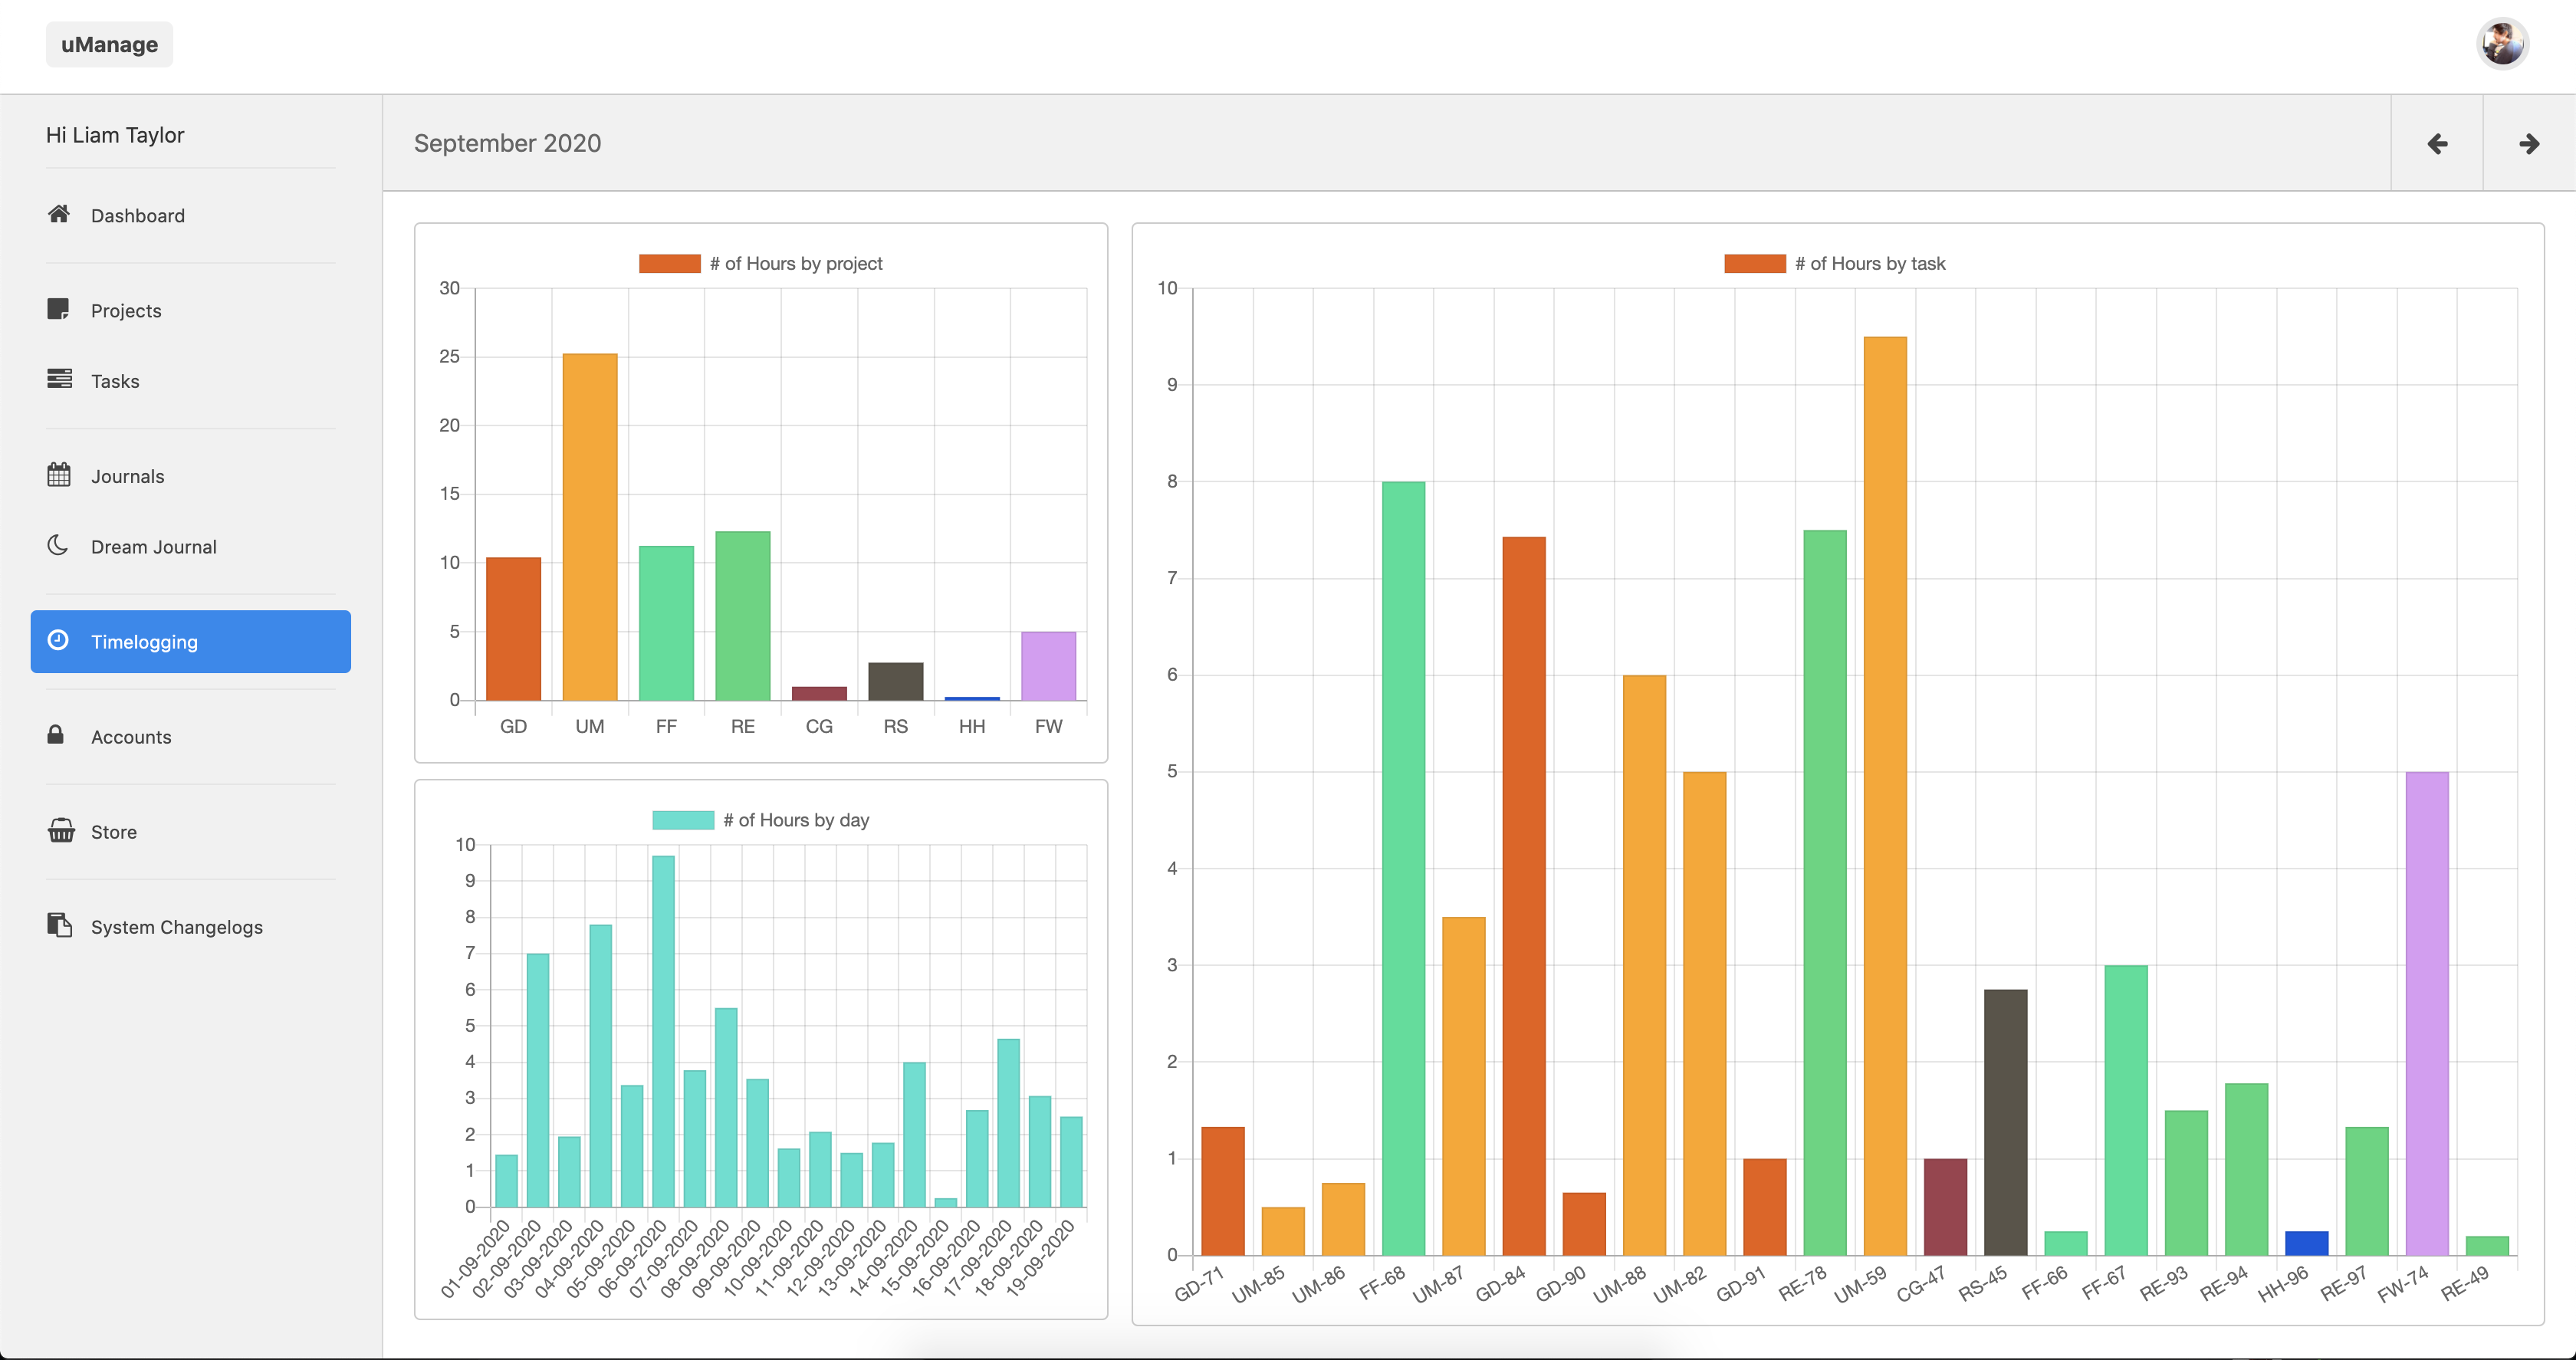 uManage
Hi Liam Taylor
Dashboard
Projects
Tasks
Journals
Dream Journal
Timelogging
Accounts
Store
System Changelogs
September 2020
# of Hours by project
30
25
20
15
10
5
0
GD UM FF RE CG RS HH FW
# of Hours by day
10
9
8
7
6
5
4
3
2
1
0
01-09-2020 02-09-2020 03-09-2020 04-09-2020 05-09-2020 06-09-2020 07-09-2020 08-09-2020 09-09-2020 10-09-2020 11-09-2020 12-09-2020 13-09-2020 14-09-2020 15-09-2020 16-09-2020 17-09-2020 18-09-2020 19-09-2020
# of Hours by task
10
9
8
7
6
5
4
3
2
1
0
GD-71 UM-85 UM-86 FF-68 UM-87 GD-84 GD-90 UM-88 UM-82 GD-91 RE-78 UM-59 CG-47 RS-45 FF-66 FF-67 RE-93 RE-94 HH-96 RE-97 FW-74 RE-49